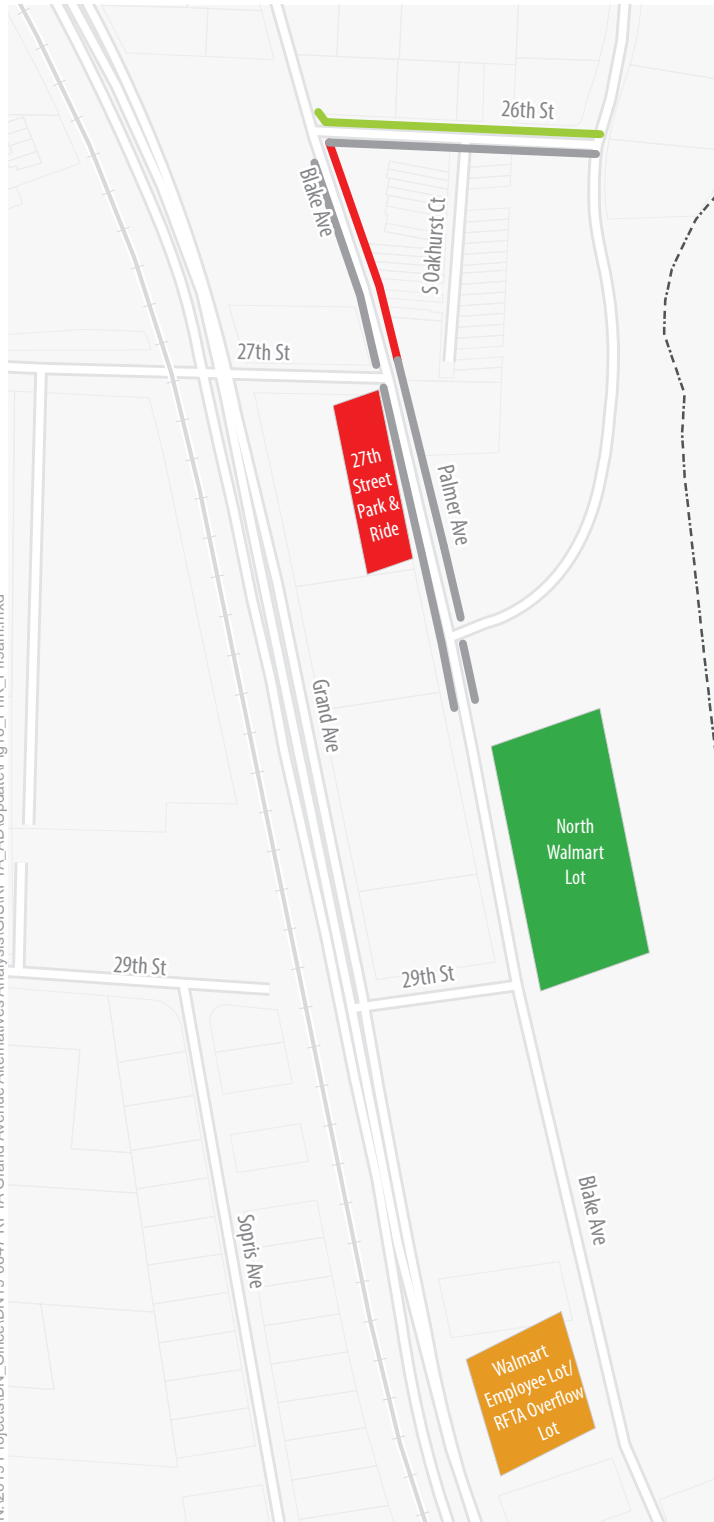 26th St
Blake Ave
S Oakhurst Ct
27th St
27th
Street
Park &
Ride
Palmer Ave
Grand Ave
North
Walmart
Lot
29th St
29th St
Blake Ave
Sopris Ave
Walmart
Employee Lot/
RFTA Overflow
Lot